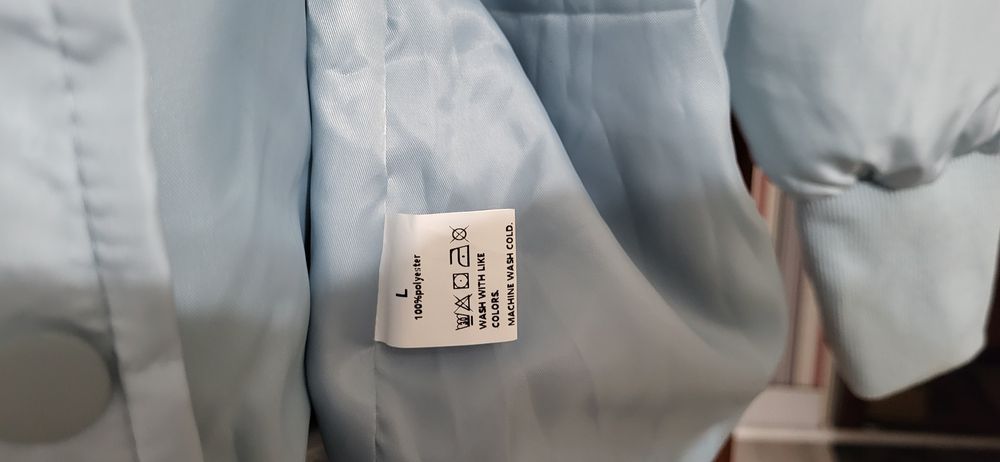 L
100%polyester
WASH WITH LIKE
COLORS.
MACHINE WASH COLD.